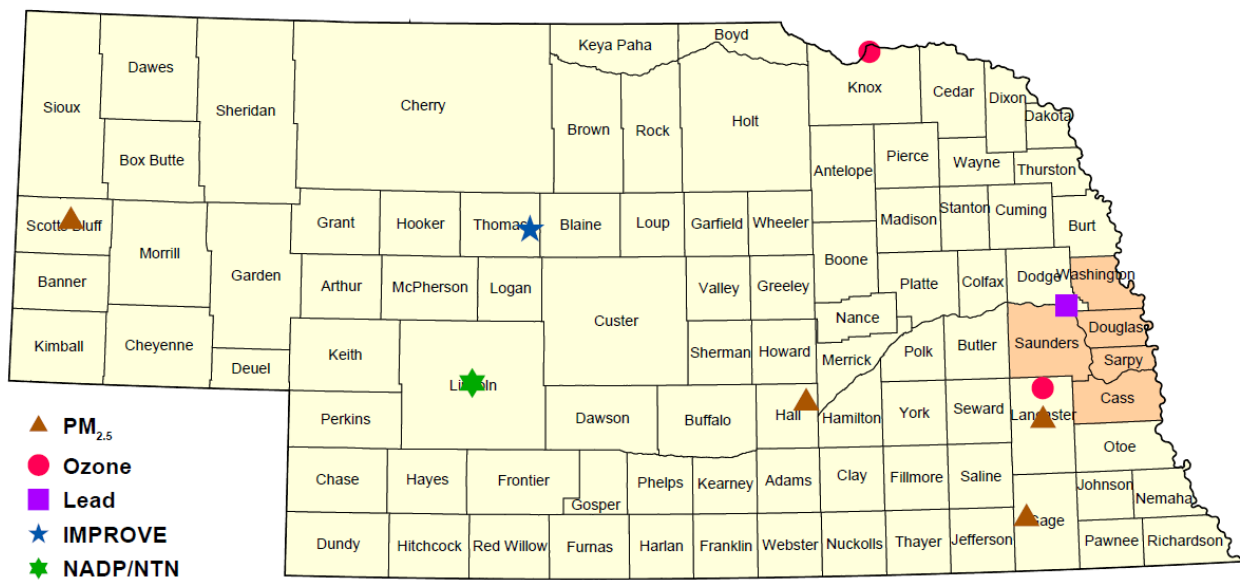 Keya Paha Boyd
Dawes Sioux Sheridan Cherry Knox Cedar Dixon Dakota
Box Butte Brown Rock Holt Antelope Pierce Wayne Thurston
Scotts Bluff Grant Hooker Thomas Blaine Loup Garfield Wheeler Madison Stanton Cuming Burt
Banner Morrill Garden Arthur McPherson Logan Custer Valley Greeley Boone Platte Colfax Dodge Washington
Kimball Cheyenne Deuel Keith Lincoln Sherman Howard Nance Merrick Polk Butler Saunders Douglas Sarpy
Perkins Dawson Buffalo Hall Hamilton York Seward Lancaster Cass Otoe
Chase Hayes Frontier Gosper Phelps Kearney Adams Clay Fillmore Saline Johnson Nemaha
Dundy Hitchcock Red Willow Furnas Harlan Franklin Webster Nuckolls Thayer Jefferson Gage Pawnee Richardson
PM2.5
Ozone
Lead
IMPROVE
NADP/NTN